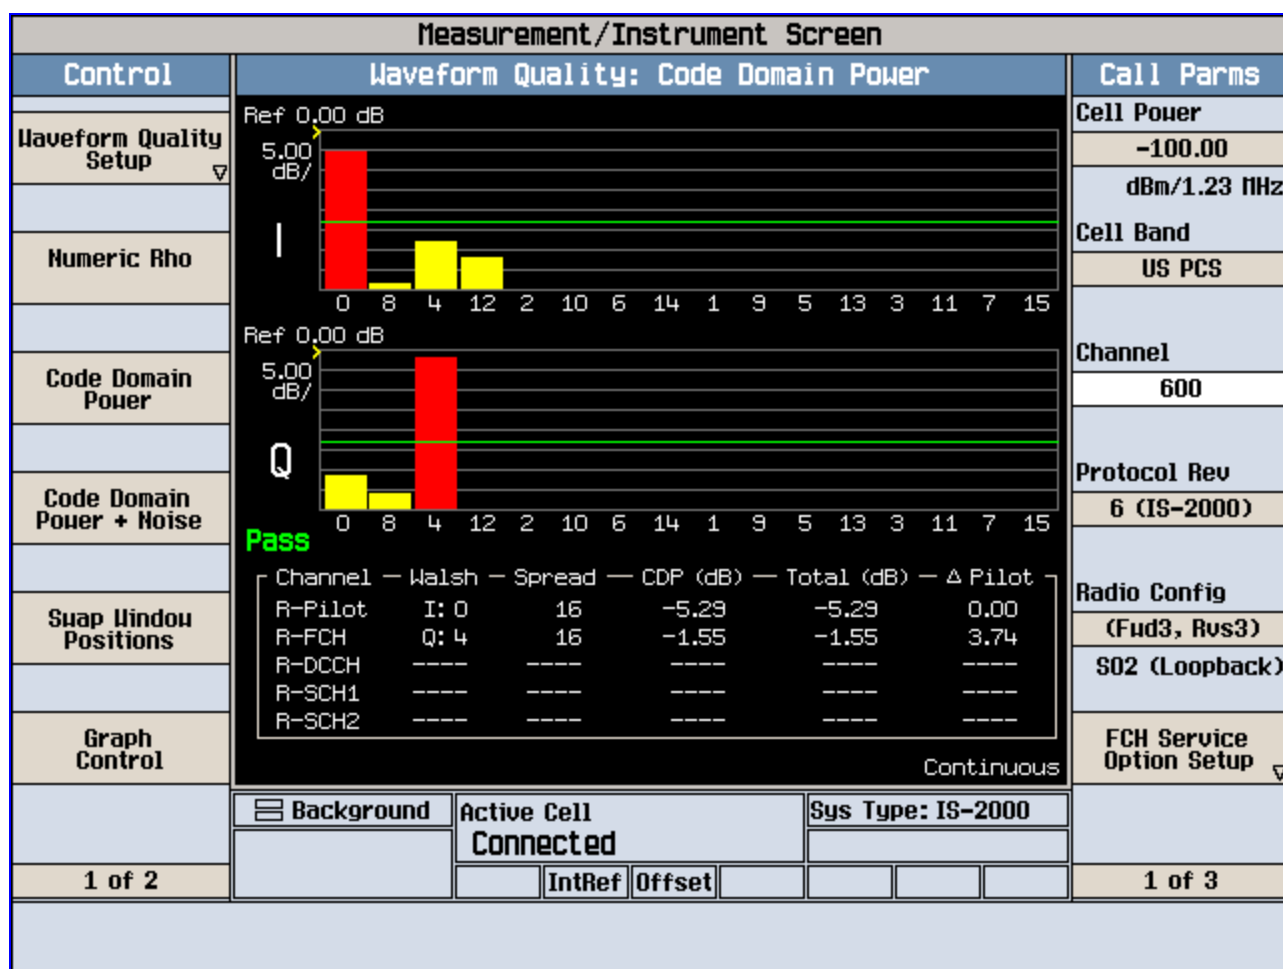 Measurement/Instrument Screen
Control
Waveform Quality
Setup
Numeric Rho
Code Domain
Power
Code Domain
Power + Noise
Swap Window
Positions
Graph
Control
1 of 2
Waveform Quality: Code Domain Power
Ref 0.00 dB
5.00
dB/
I
0 8 4 12 2 10 6 14 1 9 5 13 3 11 7 15
Ref 0.00 dB
5.00
dB/
Q
0 8 4 12 2 10 6 14 1 9 5 13 3 11 7 15
Pass
Channel — Walsh — Spread — CDP (dB) — Total (dB) — Δ Pilot
R-Pilot I: 0 16 -5.29 -5.29 0.00
R-FCH Q: 4 16 -1.55 -1.55 3.74
R-DCCH ---- ---- ---- ---- ----
R-SCH1 ---- ---- ---- ---- ----
R-SCH2 ---- ---- ---- ---- ----
Continuous
Background
Active Cell
Connected
Sys Type: IS-2000
IntRef Offset
Call Parms
Cell Power
-100.00
dBm/1.23 MHz
Cell Band
US PCS
Channel
600
Protocol Rev
6 (IS-2000)
Radio Config
(Fwd3, Rvs3)
SO2 (Loopback)
FCH Service
Option Setup
1 of 3